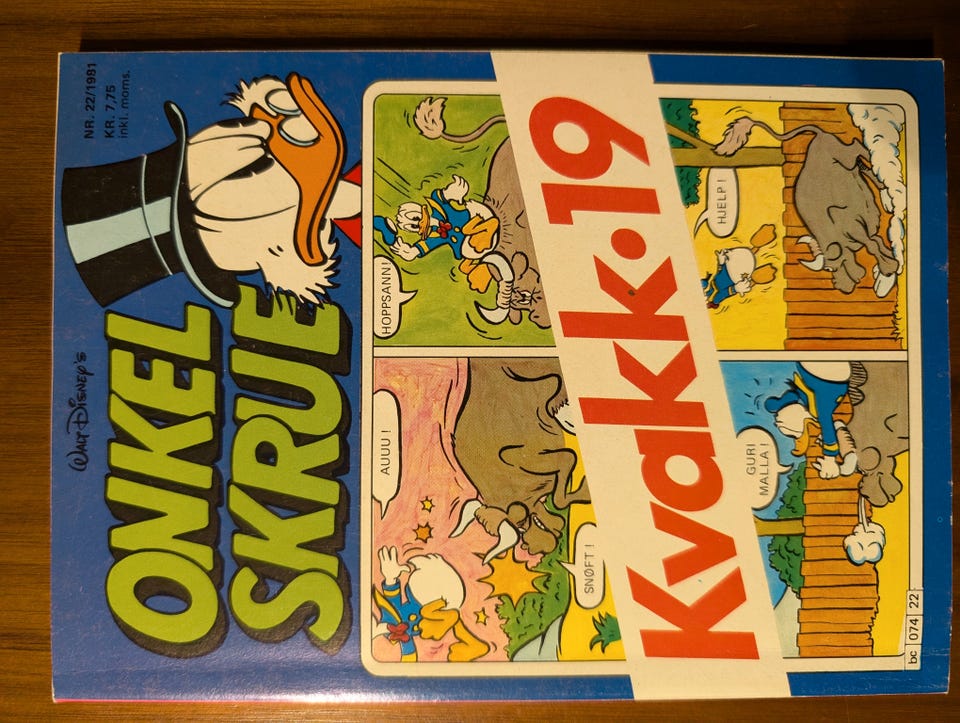 WALT DISNEY'S
ONKEL
SKRUE
NR. 22/1981
KR. 7,75
inkl. moms.
AUUU!
HOPPSANN!
SNØFT!
Kvakk.19
GURI
MALLA!
HJELP!
bc 074 22